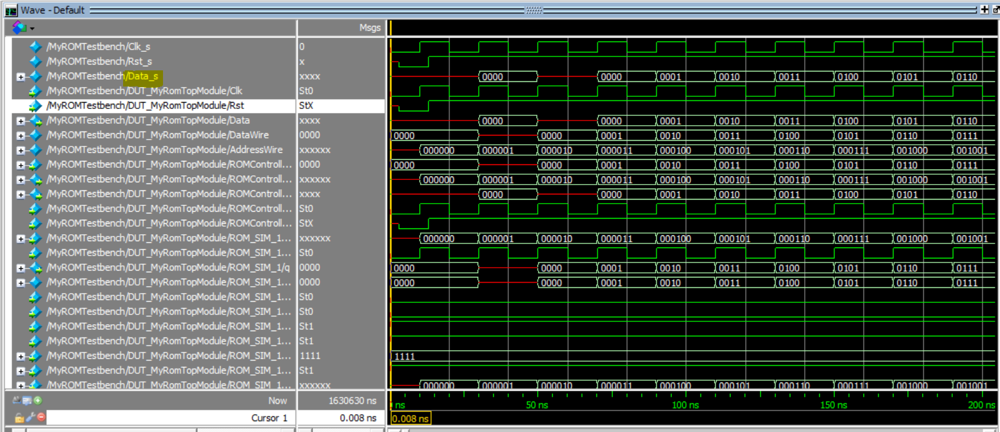 Wave - Default
Msgs
/MyROMTestbench/Clk_s 0
/MyROMTestbench/Rst_s x
/MyROMTestbench/Data_s xxxx 0000 0000 0001 0010 0011 0100 0101 0110
/MyROMTestbench/DUT_MyRomTopModule/Clk St0
/MyROMTestbench/DUT_MyRomTopModule/Rst StX
/MyROMTestbench/DUT_MyRomTopModule/Data xxxx 0000 0000 0001 0010 0011 0100 0101 0110
/MyROMTestbench/DUT_MyRomTopModule/DataWire 0000 0000 0000 0001 0010 0011 0100 0101 0110 0111
/MyROMTestbench/DUT_MyRomTopModule/AddressWire xxxxxx 000000 000001 000010 000011 000100 000101 000110 000111 001000 001001
/MyROMTestbench/DUT_MyRomTopModule/ROMControll... 0000 0000 0000 0001 0010 0011 0100 0101 0110 0111
/MyROMTestbench/DUT_MyRomTopModule/ROMControll... xxxxxx 000000 000001 000010 000011 000100 000101 000110 000111 001000 001001
/MyROMTestbench/DUT_MyRomTopModule/ROMControll... xxxx 0000 0000 0001 0010 0011 0100 0101 0110
/MyROMTestbench/DUT_MyRomTopModule/ROMControll... St0
/MyROMTestbench/DUT_MyRomTopModule/ROMControll... StX
/MyROMTestbench/DUT_MyRomTopModule/ROM_SIM_1... xxxxxx 000000 000001 000010 000011 000100 000101 000110 000111 001000 001001
/MyROMTestbench/DUT_MyRomTopModule/ROM_SIM_1... St0
/MyROMTestbench/DUT_MyRomTopModule/ROM_SIM_1/q 0000 0000 0000 0001 0010 0011 0100 0101 0110 0111
/MyROMTestbench/DUT_MyRomTopModule/ROM_SIM_1... 0000 0000 0000 0001 0010 0011 0100 0101 0110 0111
/MyROMTestbench/DUT_MyRomTopModule/ROM_SIM_1... St0
/MyROMTestbench/DUT_MyRomTopModule/ROM_SIM_1... St0
/MyROMTestbench/DUT_MyRomTopModule/ROM_SIM_1... St1
/MyROMTestbench/DUT_MyRomTopModule/ROM_SIM_1... St1
/MyROMTestbench/DUT_MyRomTopModule/ROM_SIM_1... 1111 1111
/MyROMTestbench/DUT_MyRomTopModule/ROM_SIM_1... St1
/MyROMTestbench/DUT_MyRomTopModule/ROM_SIM_1... xxxxxx 000000 000001 000010 000011 000100 000101 000110 000111 001000 001001
Now 1630630 ns ns 50 ns 100 ns 150 ns 200 ns
Cursor 1 0.008 ns 0.008 ns